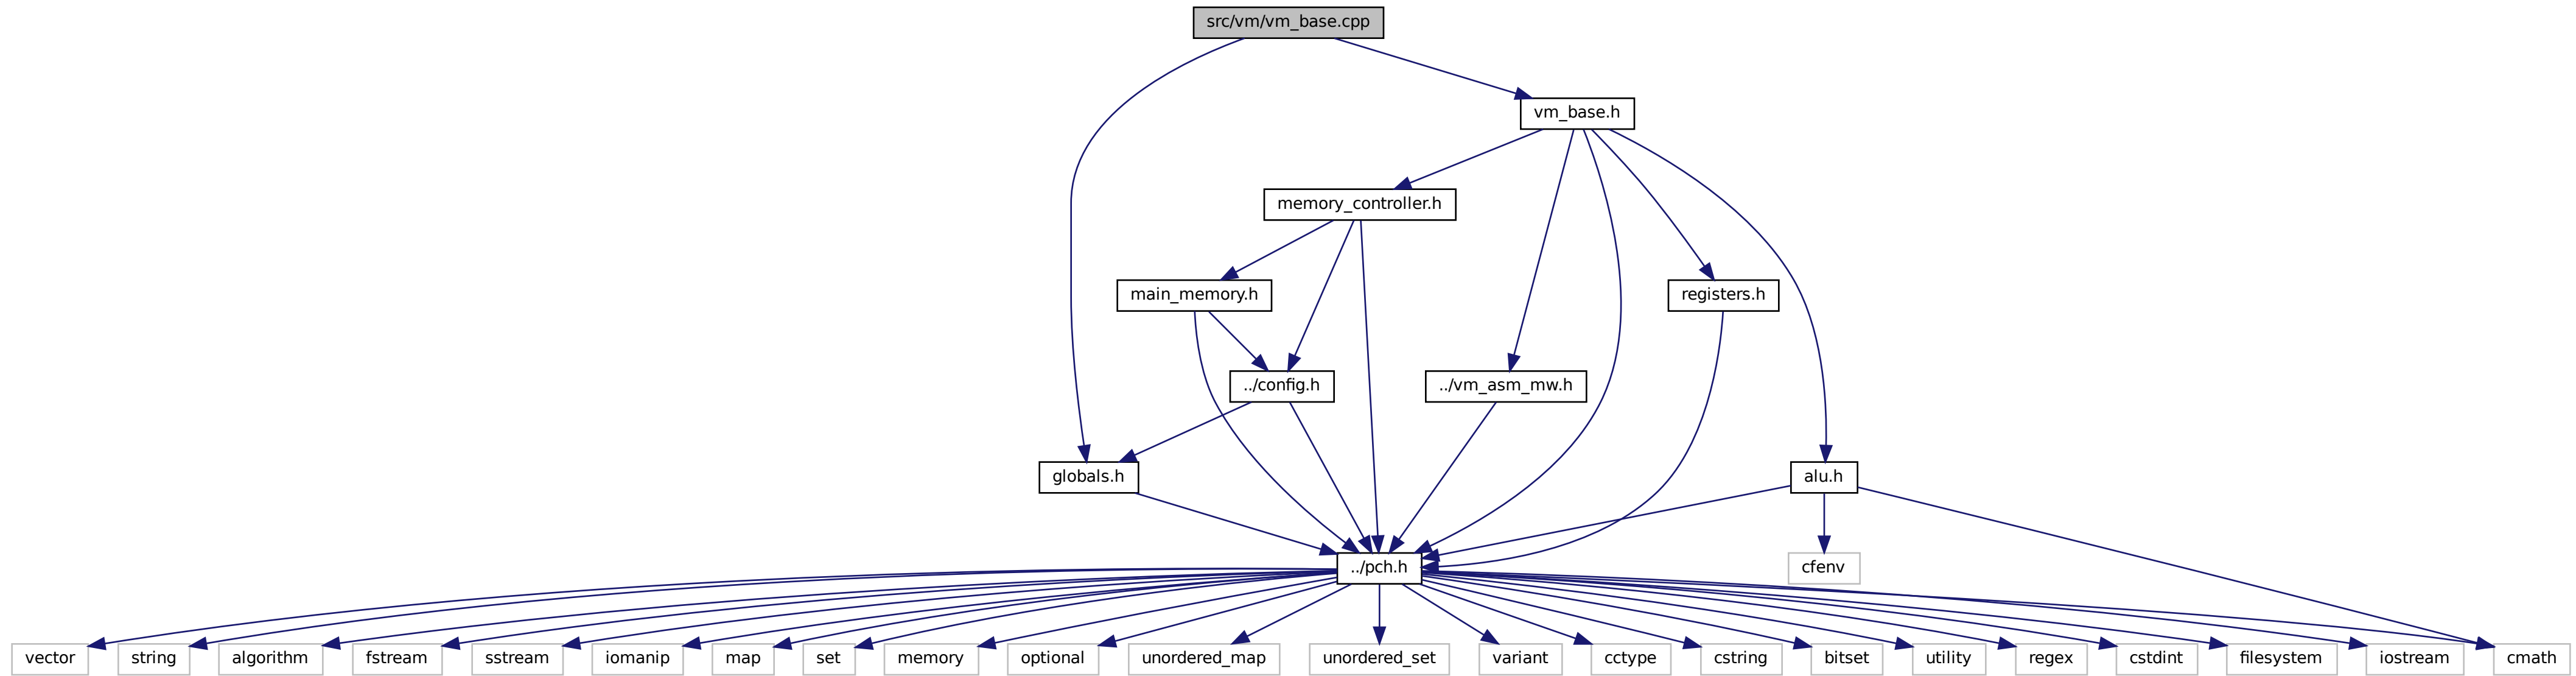 src/vm/vm_base.cpp
vm_base.h
memory_controller.h
main_memory.h
registers.h
../config.h
../vm_asm_mw.h
globals.h
alu.h
../pch.h
cfenv
vector
string
algorithm
fstream
sstream
iomanip
map
set
memory
optional
unordered_map
unordered_set
variant
cctype
cstring
bitset
utility
regex
cstdint
filesystem
iostream
cmath